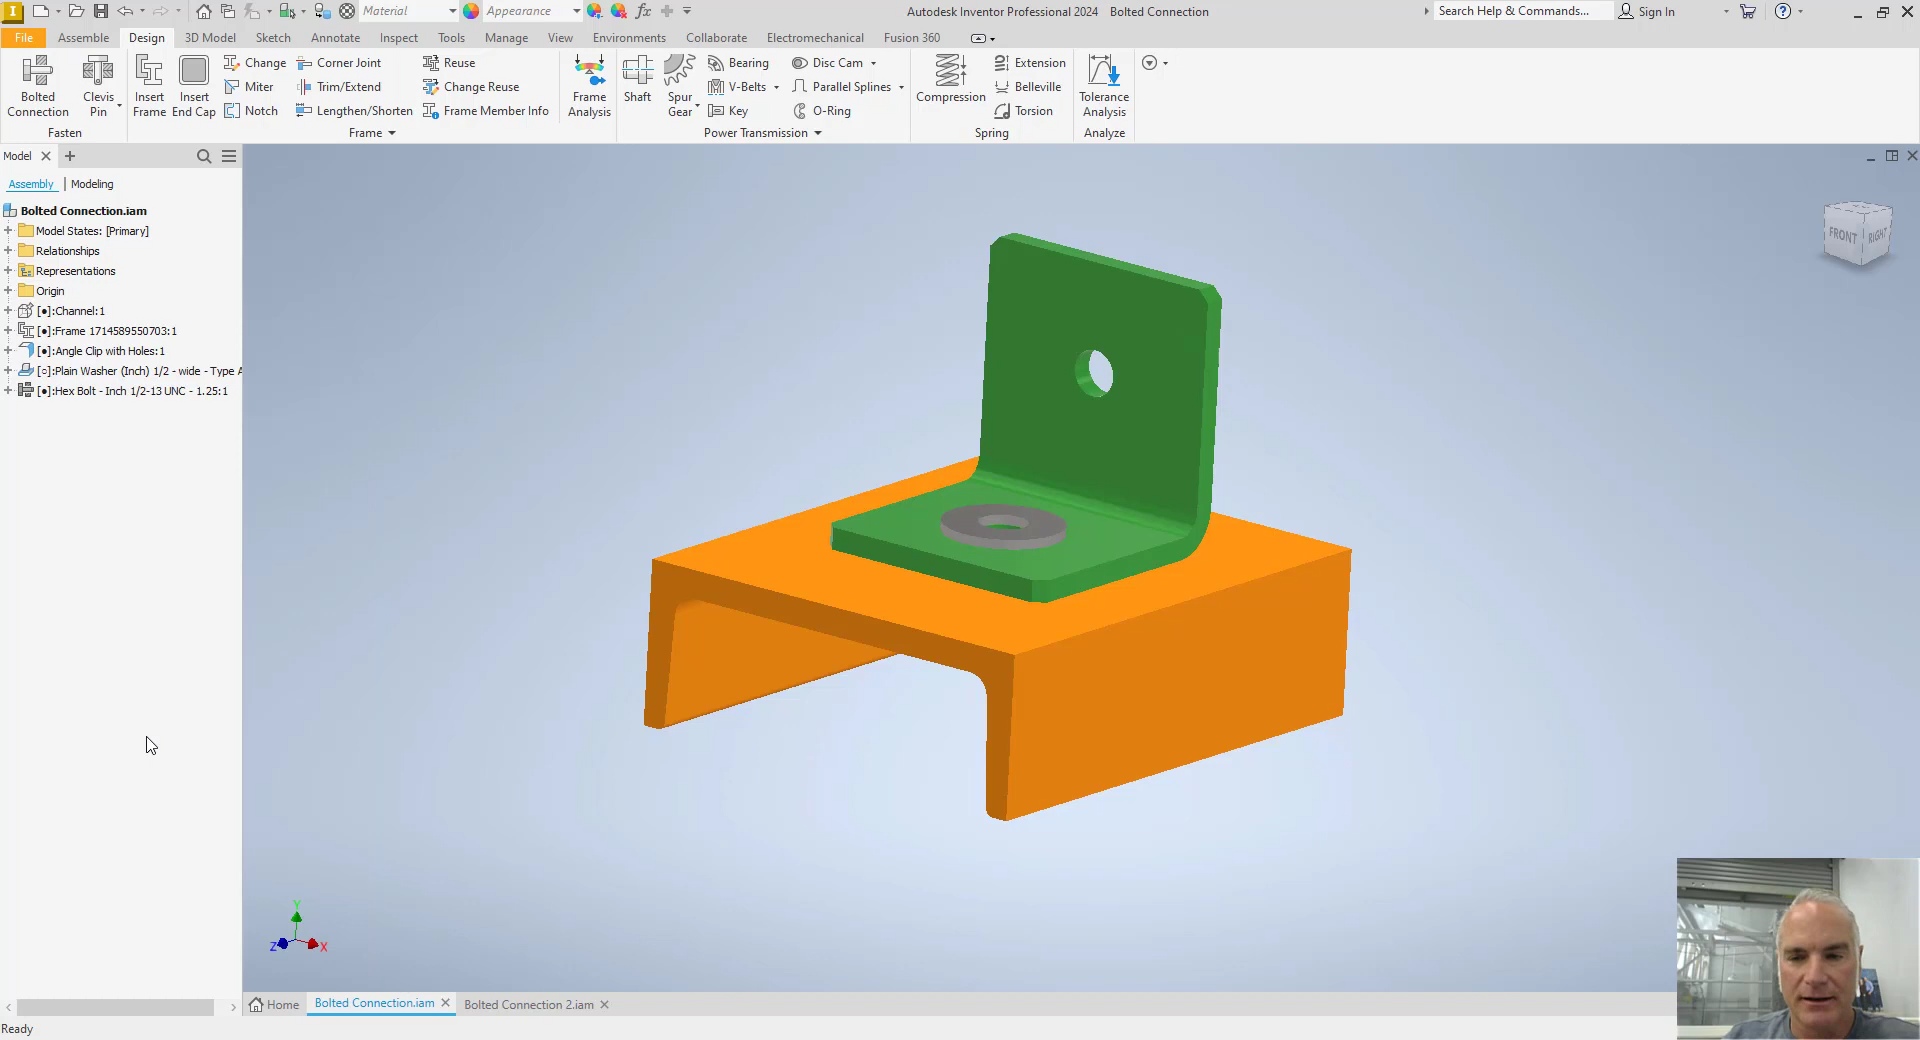 I Material Appearance fx Autodesk Inventor Professional 2024 Bolted Connection Search Help & Commands... Sign In
File Assemble Design 3D Model Sketch Annotate Inspect Tools Manage View Environments Collaborate Electromechanical Fusion 360
Bolted Connection
Clevis Pin
Fasten
Insert Frame
Insert End Cap
Change
Miter
Notch
Corner Joint
Trim/Extend
Lengthen/Shorten
Reuse
Change Reuse
Frame Member Info
Frame
Frame Analysis
Shaft
Spur Gear
Bearing
V-Belts
Key
Disc Cam
Parallel Splines
O-Ring
Power Transmission
Compression
Extension
Belleville
Torsion
Spring
Tolerance Analysis
Analyze
Model
Assembly | Modeling
Bolted Connection.iam
Model States: [Primary]
Relationships
Representations
Origin
[●]:Channel:1
[●]:Frame 1714589550703:1
[●]:Angle Clip with Holes:1
[○]:Plain Washer (Inch) 1/2 - wide - Type A
[●]:Hex Bolt - Inch 1/2-13 UNC - 1.25:1
FRONT RIGHT
Y
Z X
Home Bolted Connection.iam Bolted Connection 2.iam
Ready